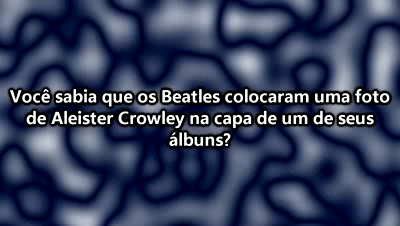 Você sabia que os Beatles colocaram uma foto
de Aleister Crowley na capa de um de seus
álbuns?